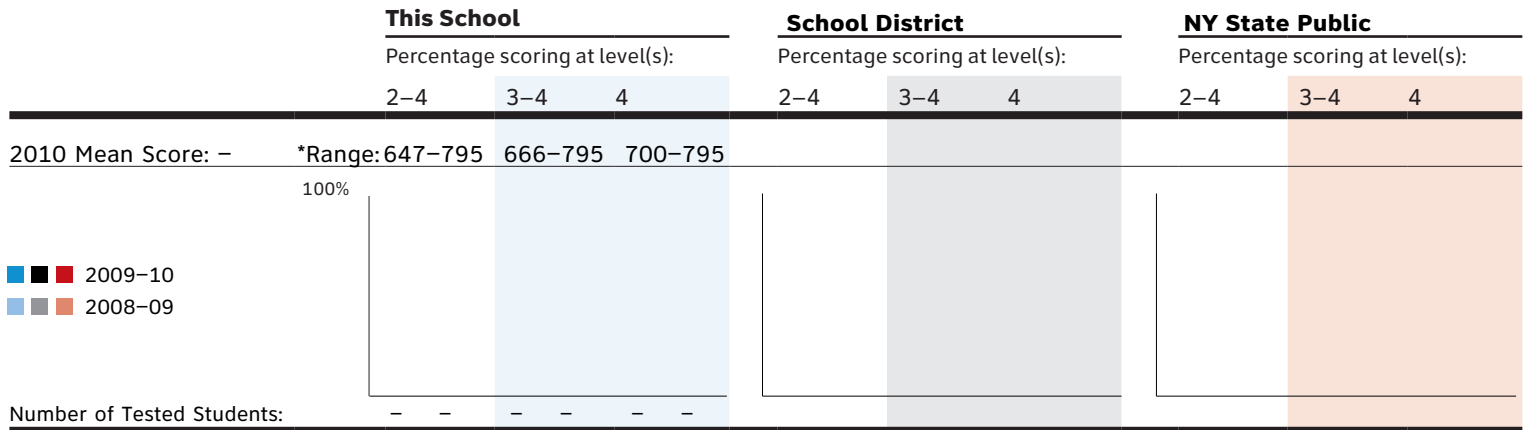 This School School District NY State Public
Percentage scoring at level(s): Percentage scoring at level(s): Percentage scoring at level(s):
2–4 3–4 4 2–4 3–4 4 2–4 3–4 4
2010 Mean Score: – *Range: 647–795 666–795 700–795
100%
2009–10
2008–09
Number of Tested Students: – – – – – –